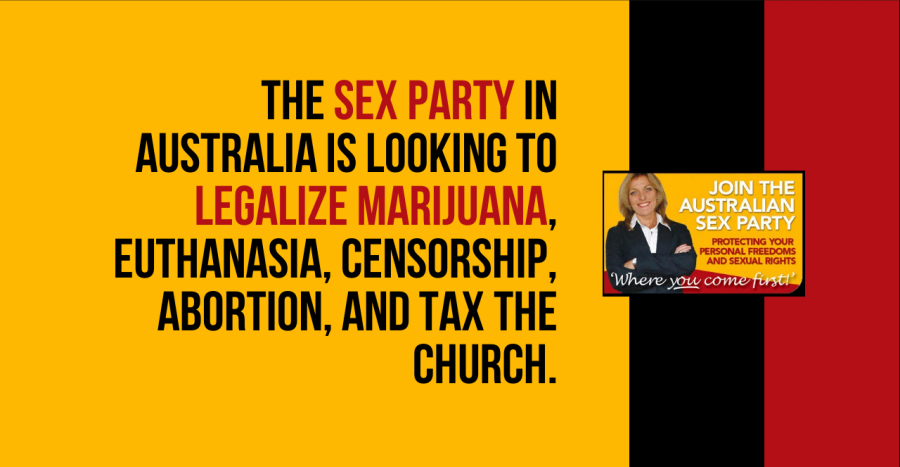 THE SEX PARTY IN
AUSTRALIA IS LOOKING TO
LEGALIZE MARIJUANA,
EUTHANASIA, CENSORSHIP,
ABORTION, AND TAX THE
CHURCH.
JOIN THE
AUSTRALIAN
SEX PARTY
PROTECTING YOUR
PERSONAL FREEDOMS
AND SEXUAL RIGHTS
'Where you come first!'